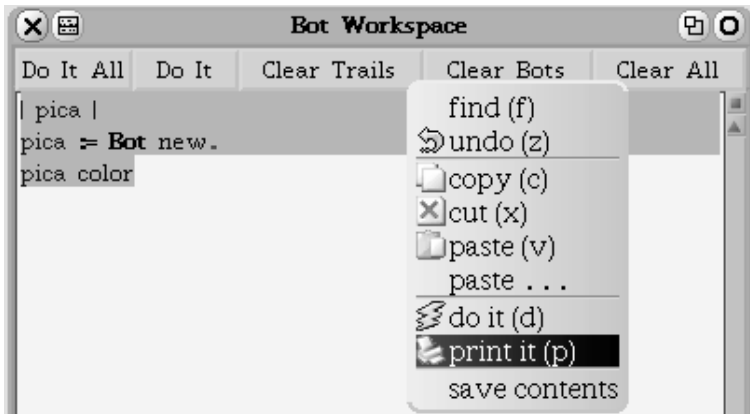 Bot Workspace
Do It All Do It Clear Trails Clear Bots Clear All
| pica |
pica := Bot new.
pica color
find (f)
undo (z)
copy (c)
cut (x)
paste (v)
paste . . .
do it (d)
print it (p)
save contents